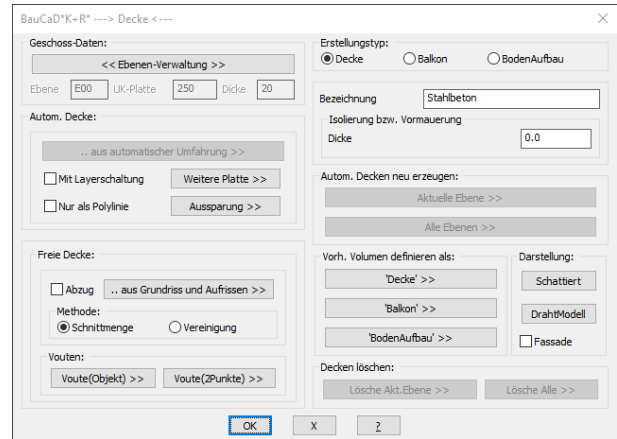 BauCaD*K+R* ---> Decke <---
Geschoss-Daten:
<< Ebenen-Verwaltung >>
Ebene E00 UK-Platte 250 Dicke 20
Autom. Decke:
.. aus automatischer Umfahrung >>
Mit Layerschaltung Weitere Platte >>
Nur als Polylinie Aussparung >>
Freie Decke:
Abzug .. aus Grundriss und Aufrissen >>
Methode:
Schnittmenge Vereinigung
Vouten:
Voute(Objekt) >> Voute(2Punkte) >>
Erstellungstyp:
Decke Balkon BodenAufbau
Bezeichnung Stahlbeton
Isolierung bzw. Vormauerung
Dicke 0.0
Autom. Decken neu erzeugen:
Aktuelle Ebene >>
Alle Ebenen >>
Vorh. Volumen definieren als:
'Decke' >>
'Balkon' >>
'BodenAufbau' >>
Darstellung:
Schattiert
DrahtModell
Fassade
Decken löschen:
Lösche Akt.Ebene >> Lösche Alle >>
OK X ?